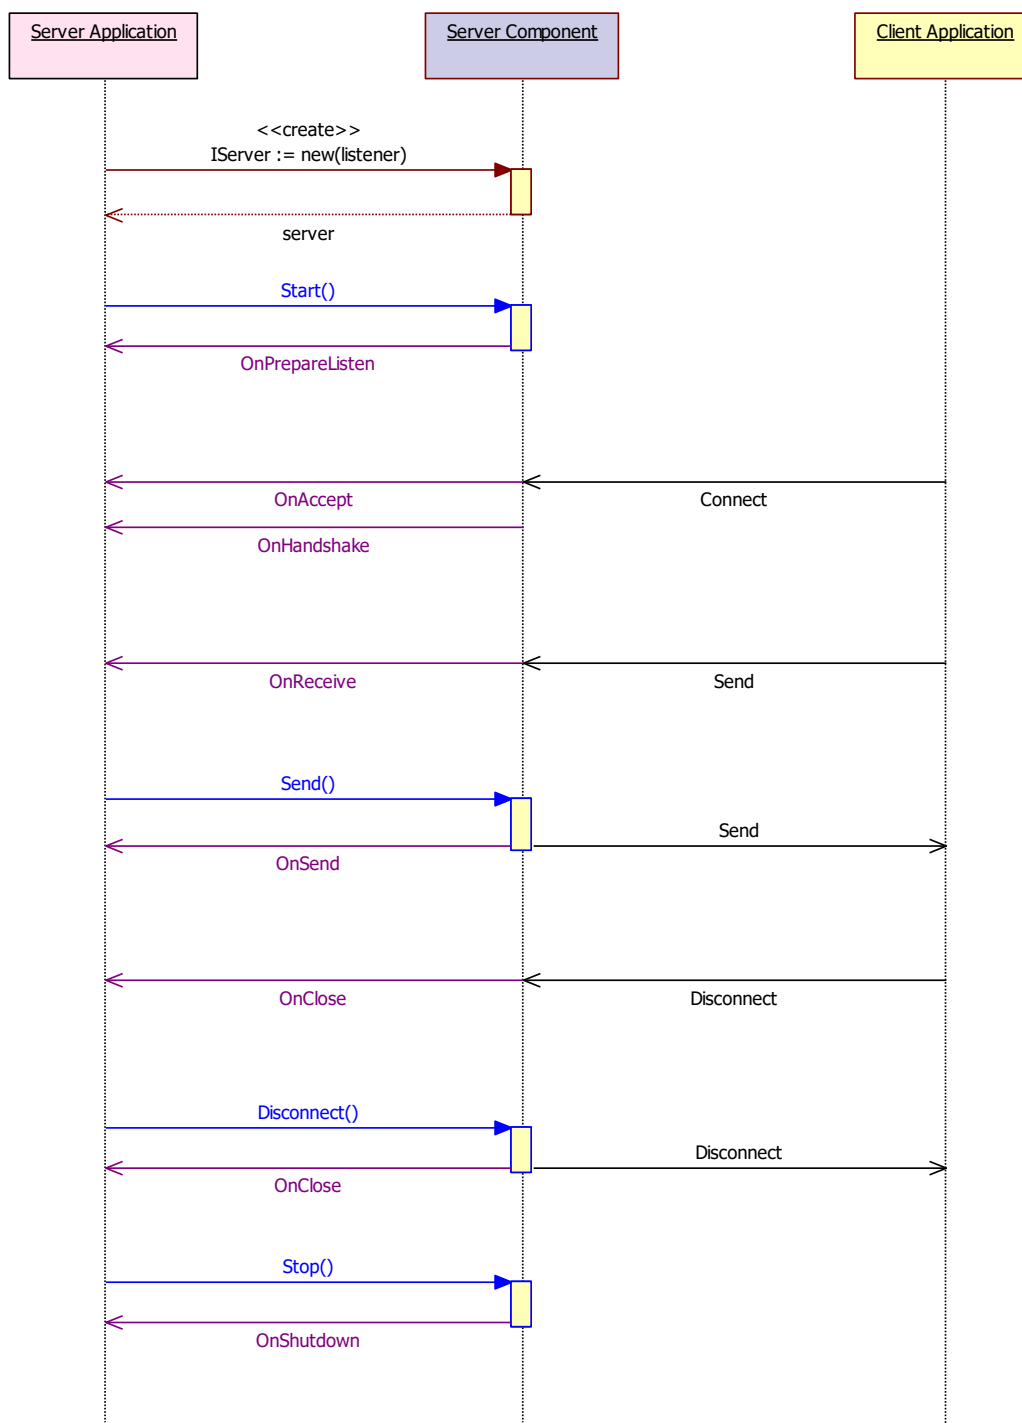 Server Application
Server Component
Client Application
<<create>>
IServer := new(listener)
server
Start()
OnPrepareListen
OnAccept
Connect
OnHandshake
OnReceive
Send
Send()
Send
OnSend
OnClose
Disconnect
Disconnect()
Disconnect
OnClose
Stop()
OnShutdown